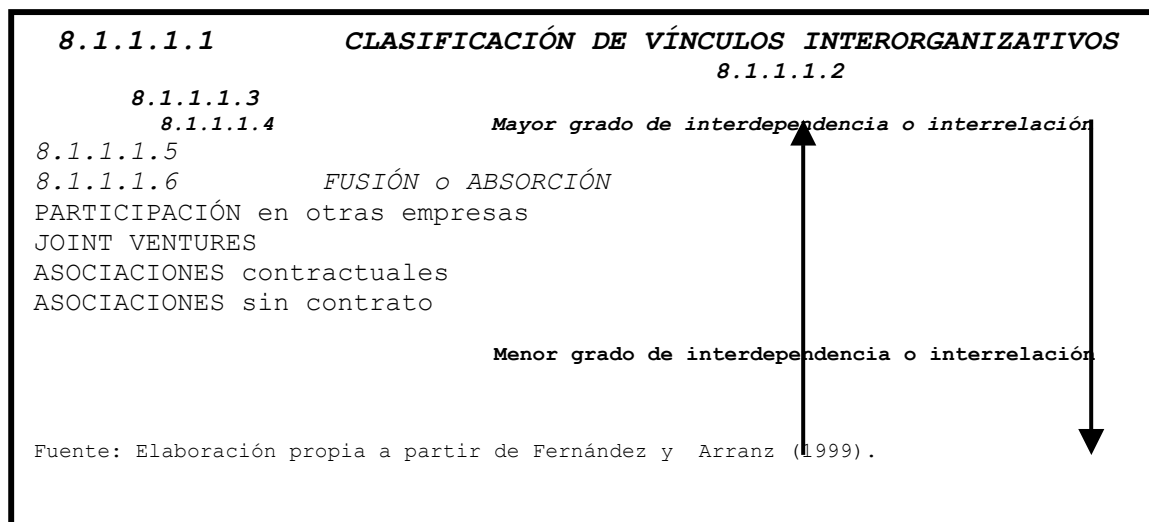 8.1.1.1.1 CLASIFICACIÓN DE VÍNCULOS INTERORGANIZATIVOS
8.1.1.1.2
8.1.1.1.3
8.1.1.1.4 Mayor grado de interdependencia o interrelación
8.1.1.1.5
8.1.1.1.6 FUSIÓN o ABSORCIÓN
PARTICIPACIÓN en otras empresas
JOINT VENTURES
ASOCIACIONES contractuales
ASOCIACIONES sin contrato
Menor grado de interdependencia o interrelación
Fuente: Elaboración propia a partir de Fernández y Arranz (1999).